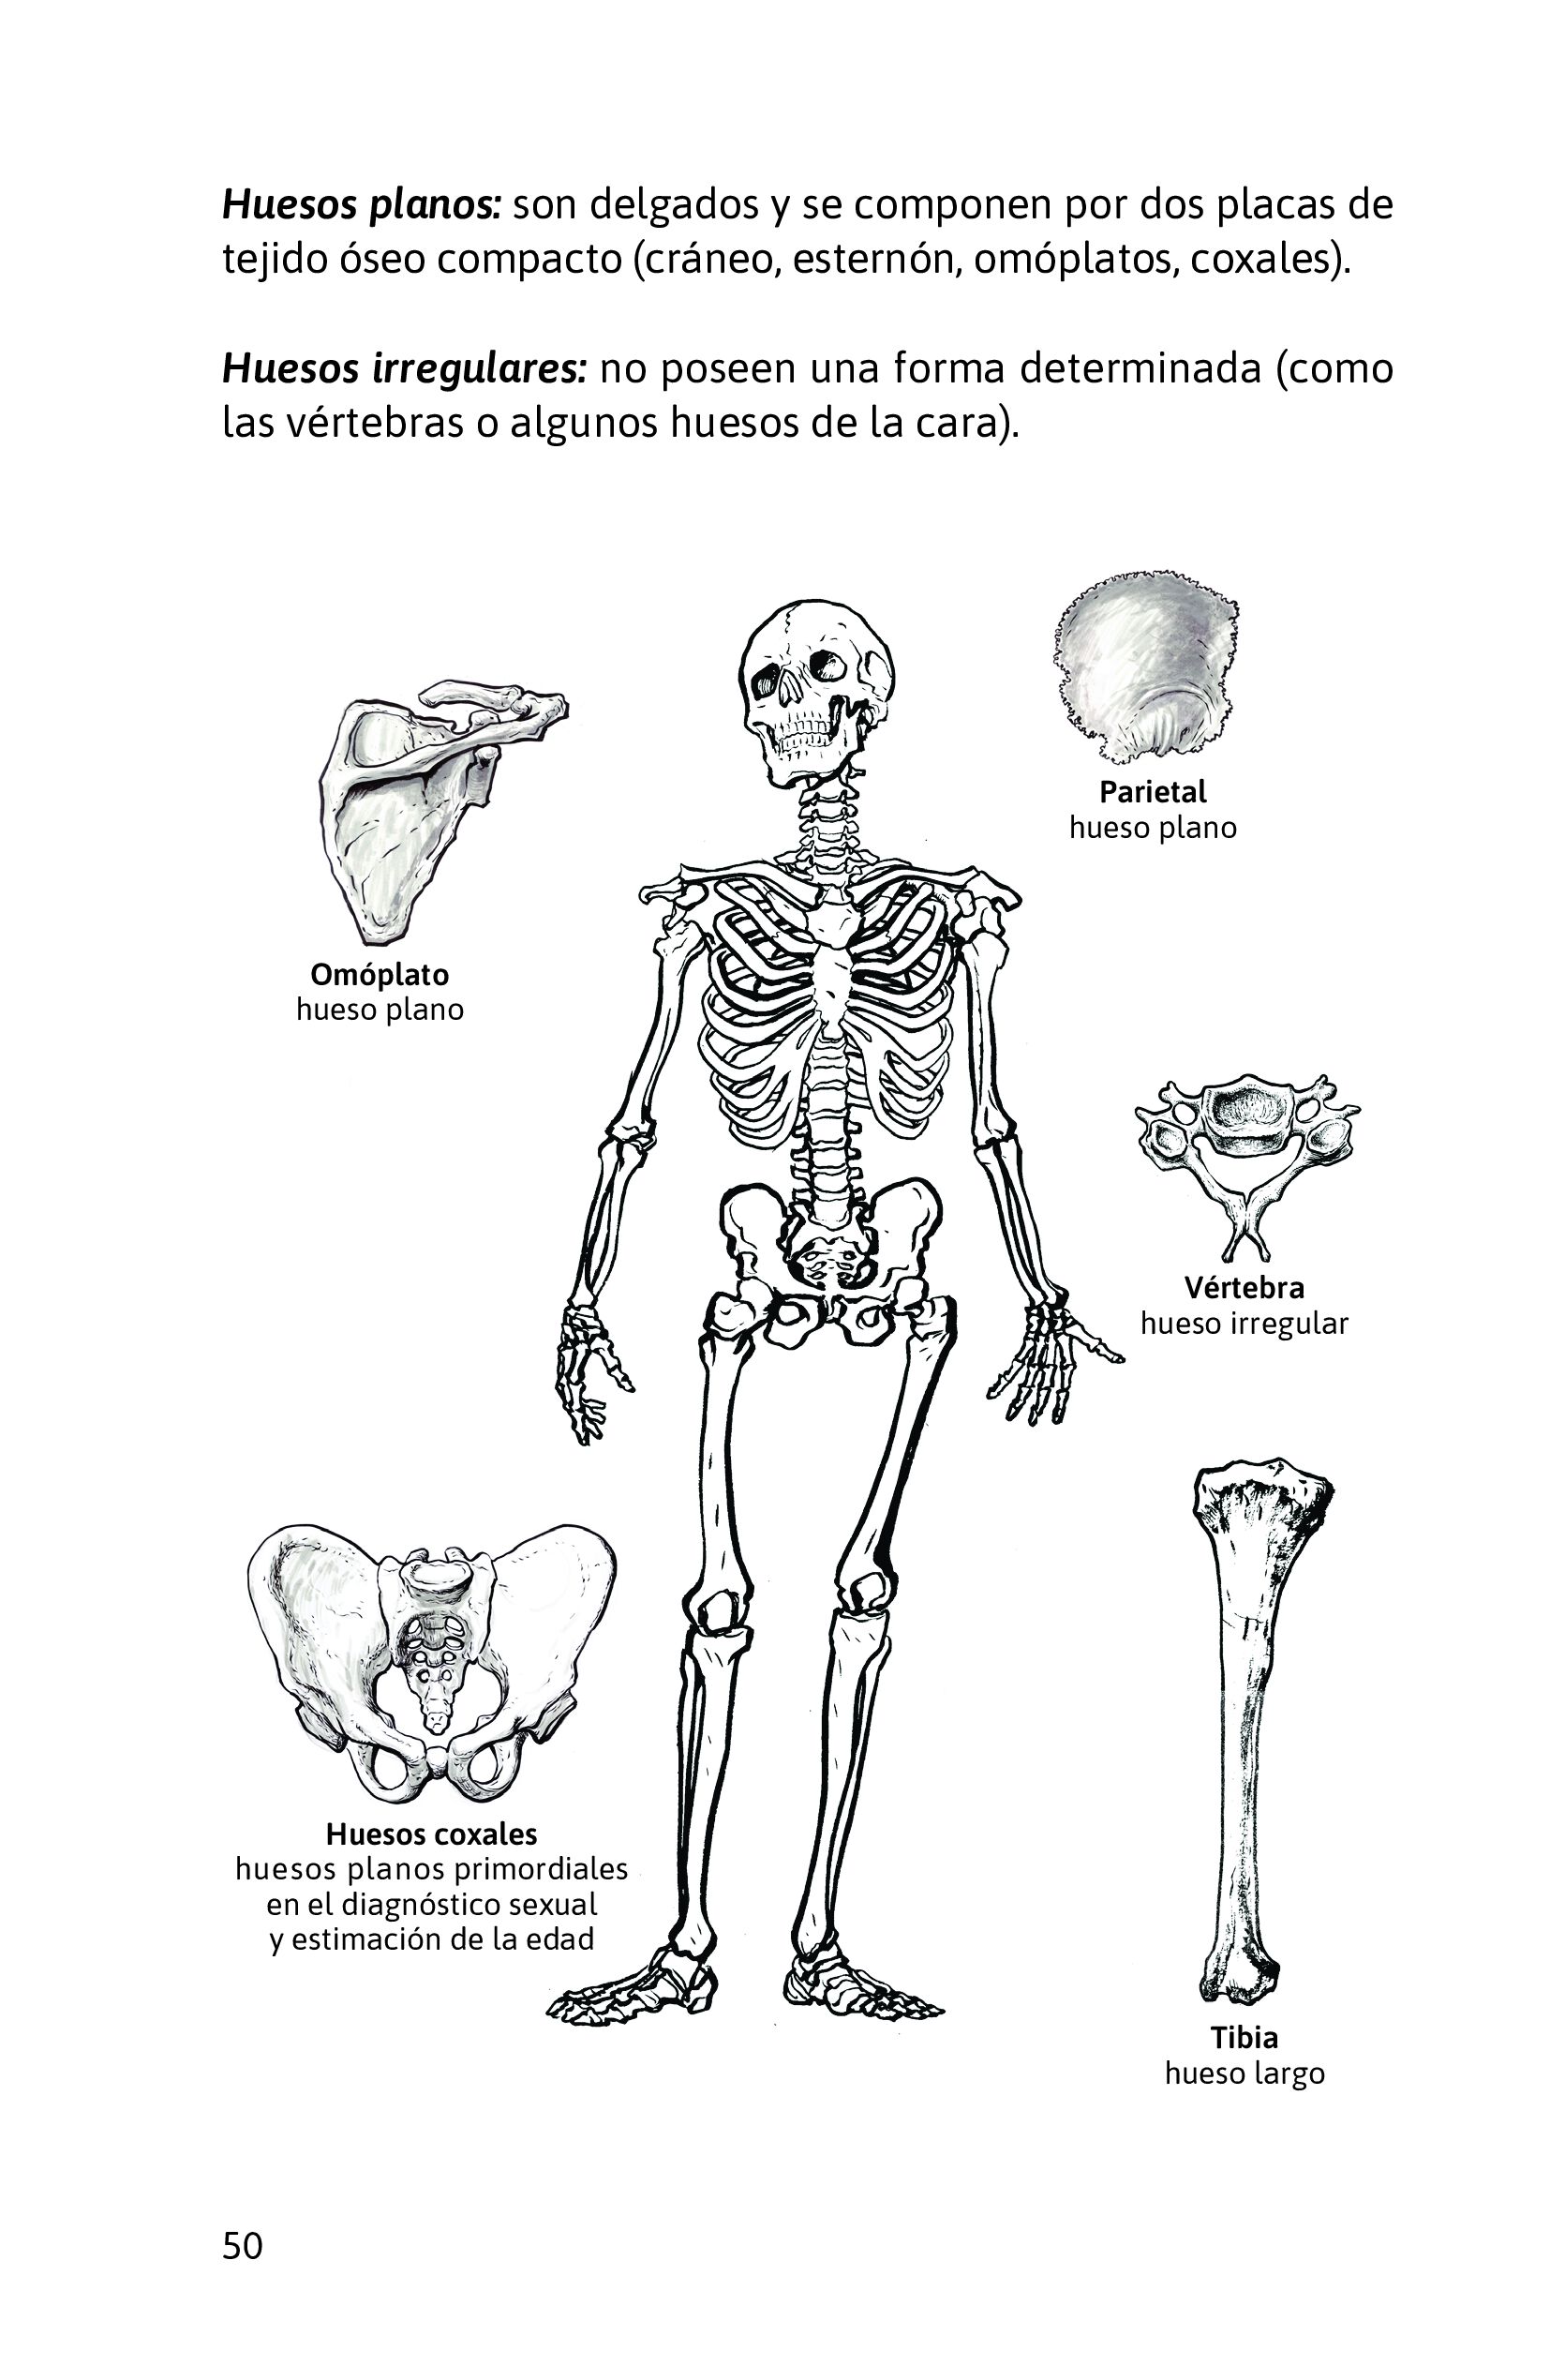 Huesos planos: son delgados y se componen por dos placas de
tejido óseo compacto (cráneo, esternón, omóplatos, coxales).
Huesos irregulares: no poseen una forma determinada (como
las vértebras o algunos huesos de la cara).
Parietal
hueso plano
Omóplato
hueso plano
Vértebra
hueso irregular
Huesos coxales
huesos planos primordiales
en el diagnóstico sexual
y estimación de la edad
Tibia
hueso largo
50